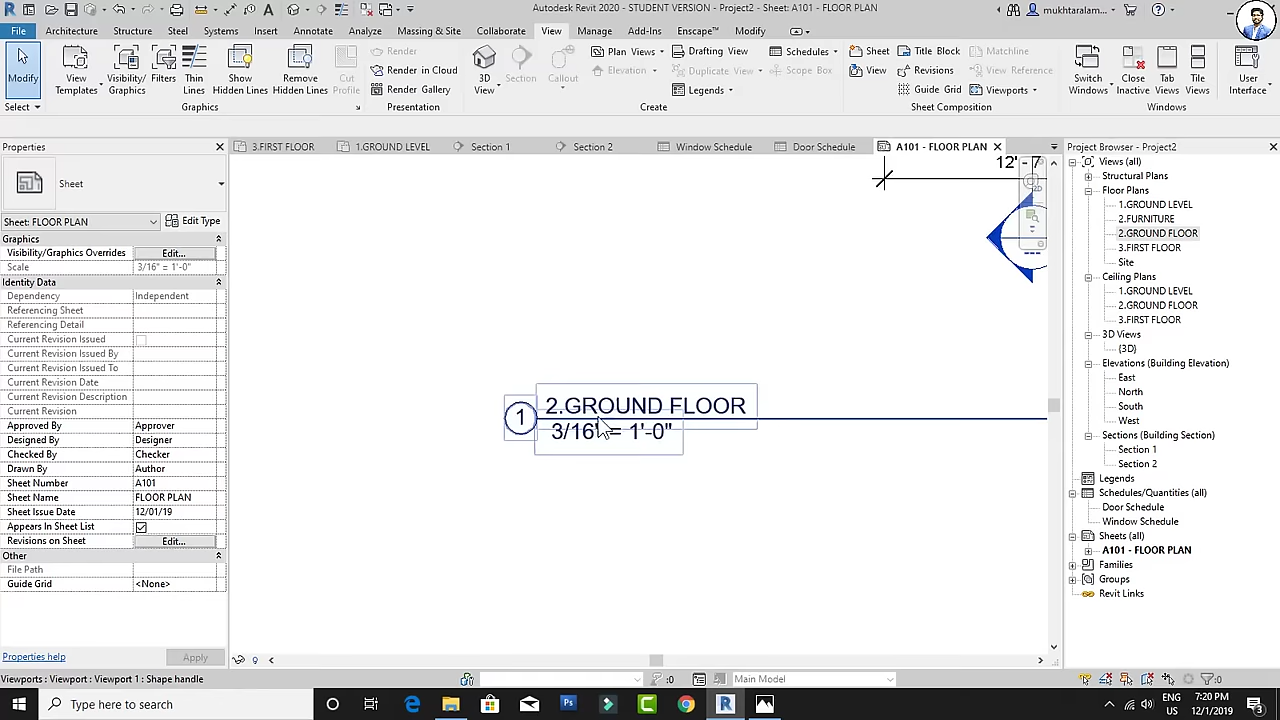 Autodesk Revit 2020 - STUDENT VERSION - Project2 - Sheet: A101 - FLOOR PLAN
mukhtaralam...
File Architecture Structure Steel Systems Insert Annotate Analyze Massing & Site Collaborate View Manage Add-Ins Enscape™ Modify
Modify
Select
View Templates
Visibility/ Graphics
Filters
Thin Lines
Show Hidden Lines
Remove Hidden Lines
Cut Profile
Graphics
Render
Render in Cloud
Render Gallery
Presentation
3D View
Section
Callout
Plan Views
Elevation
Drafting View
Duplicate View
Legends
Schedules
Scope Box
Create
Sheet
View
Title Block
Revisions
Guide Grid
Matchline
View Reference
Viewports
Sheet Composition
Switch Windows
Close Inactive
Tab Views
Tile Views
Windows
User Interface
Properties
3.FIRST FLOOR
1.GROUND LEVEL
Section 1
Section 2
Window Schedule
Door Schedule
A101 - FLOOR PLAN
Project Browser - Project2
Sheet
Sheet: FLOOR PLAN
Edit Type
Graphics
Visibility/Graphics Overrides Edit...
Scale 3/16" = 1'-0"
Identity Data
Dependency Independent
Referencing Sheet
Referencing Detail
Current Revision Issued
Current Revision Issued By
Current Revision Issued To
Current Revision Date
Current Revision Description
Current Revision
Approved By Approver
Designed By Designer
Checked By Checker
Drawn By Author
Sheet Number A101
Sheet Name FLOOR PLAN
Sheet Issue Date 12/01/19
Appears In Sheet List
Revisions on Sheet Edit...
Other
File Path
Guide Grid <None>
Properties help
Apply
12' - 7
2D
1
2.GROUND FLOOR
3/16" = 1'-0"
Views (all)
Structural Plans
Floor Plans
1.GROUND LEVEL
2.FURNITURE
2.GROUND FLOOR
3.FIRST FLOOR
Site
Ceiling Plans
1.GROUND LEVEL
2.GROUND FLOOR
3.FIRST FLOOR
3D Views
{3D}
Elevations (Building Elevation)
East
North
South
West
Sections (Building Section)
Section 1
Section 2
Legends
Schedules/Quantities (all)
Door Schedule
Window Schedule
Sheets (all)
A101 - FLOOR PLAN
Families
Groups
Revit Links
Viewports : Viewport : Viewport 1 : Shape handle
:0
Main Model
:0
Type here to search
ENG
US
7:20 PM
12/1/2019
3